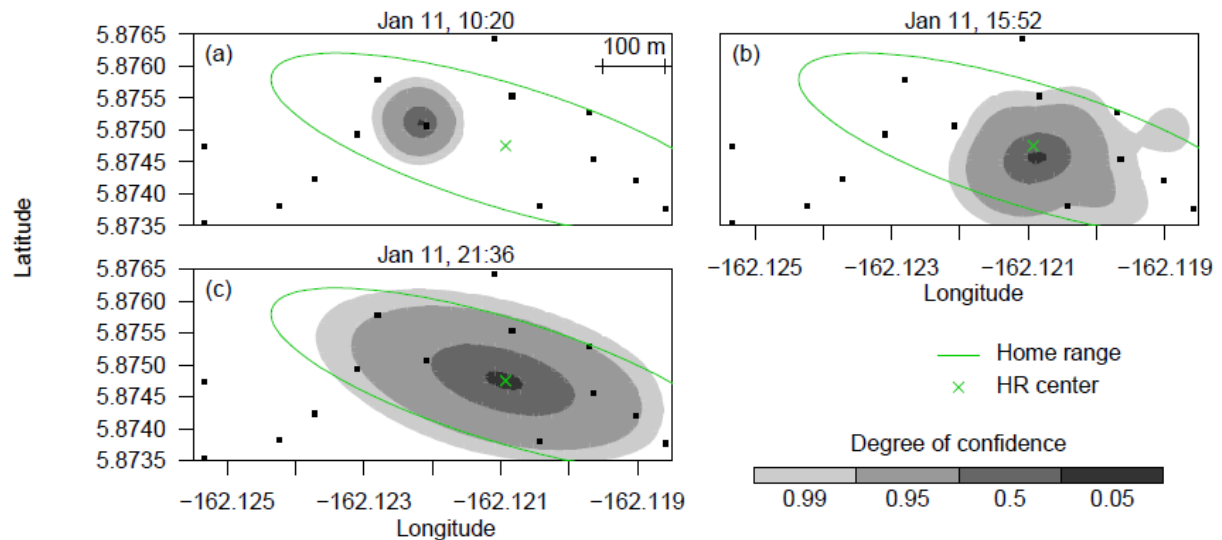 Jan 11, 10:20
Jan 11, 15:52
(a)
100 m
(b)
5.8765
5.8760
5.8755
5.8750
5.8745
5.8740
5.8735
Latitude
Jan 11, 21:36
(c)
5.8765
5.8760
5.8755
5.8750
5.8745
5.8740
5.8735
−162.125 −162.123 −162.121 −162.119
Longitude
−162.125 −162.123 −162.121 −162.119
Longitude
Home range
HR center
Degree of confidence
0.99 0.95 0.5 0.05